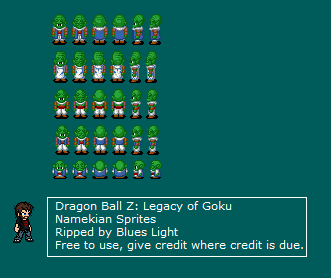 Dragon Ball Z: Legacy of Goku
Namekian Sprites
Ripped by Blues Light
Free to use, give credit where credit is due.